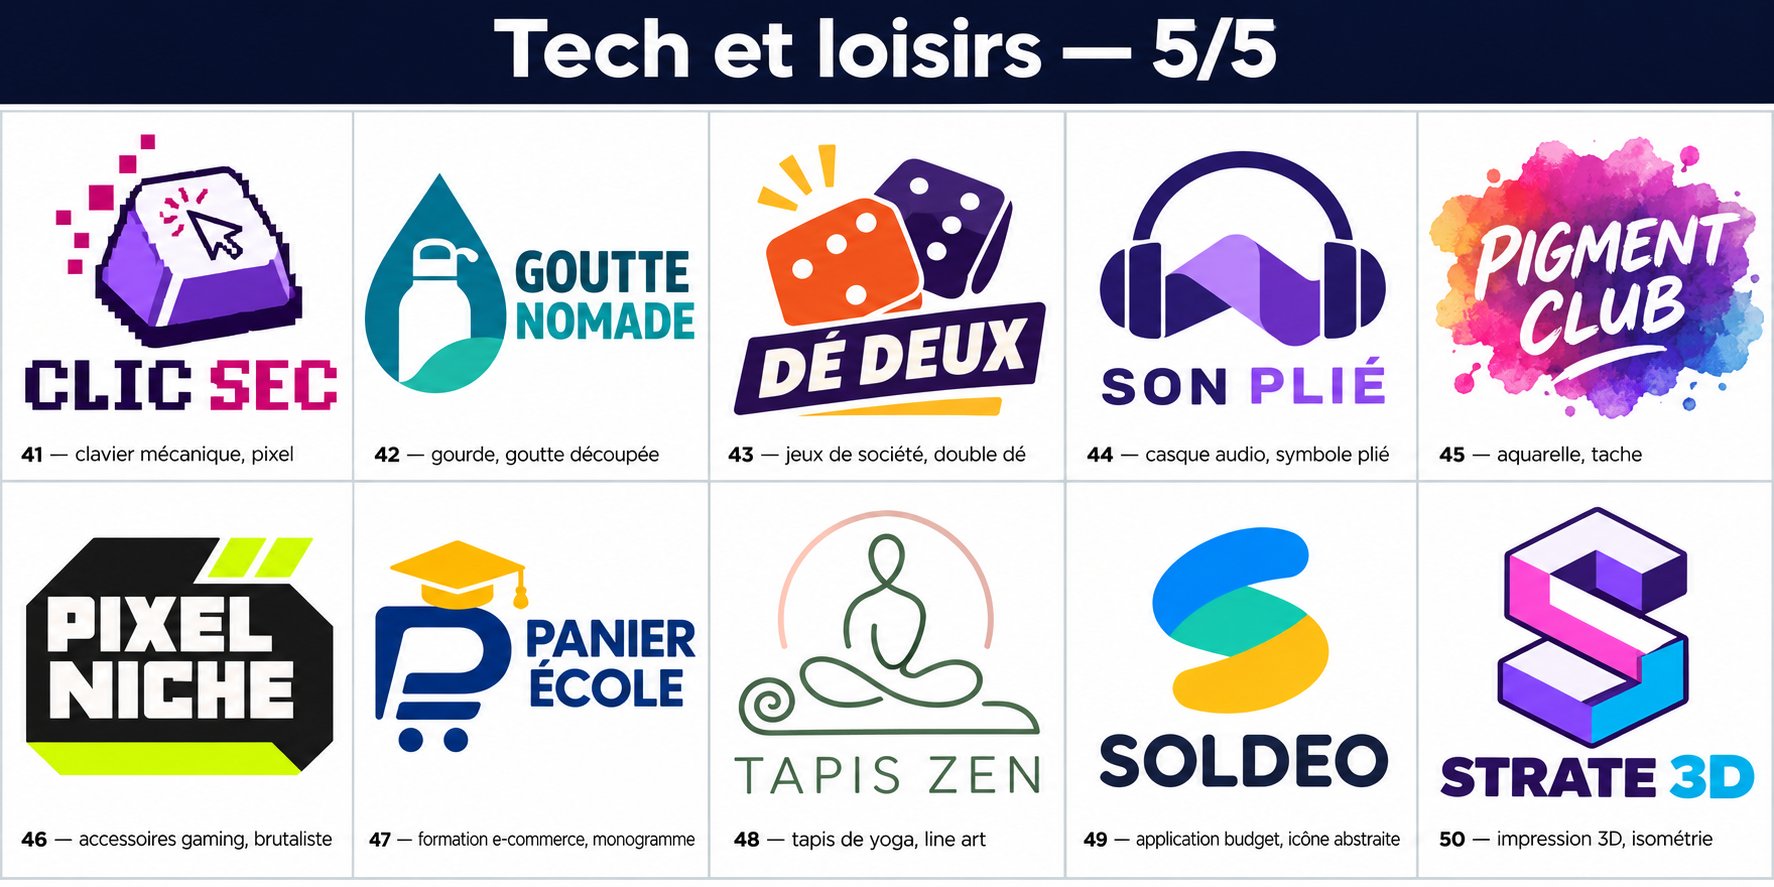 Tech et loisirs — 5/5
CLIC SEC
41 — clavier mécanique, pixel
GOUTTE
NOMADE
42 — gourde, goutte découpée
DÉ DEUX
43 — jeux de société, double dé
SON PLIÉ
44 — casque audio, symbole plié
PIGMENT
CLUB
45 — aquarelle, tache
PIXEL
NICHE
46 — accessoires gaming, brutaliste
PANIER
ÉCOLE
47 — formation e-commerce, monogramme
TAPIS ZEN
48 — tapis de yoga, line art
SOLDEO
49 — application budget, icône abstraite
STRATE 3D
50 — impression 3D, isométrie